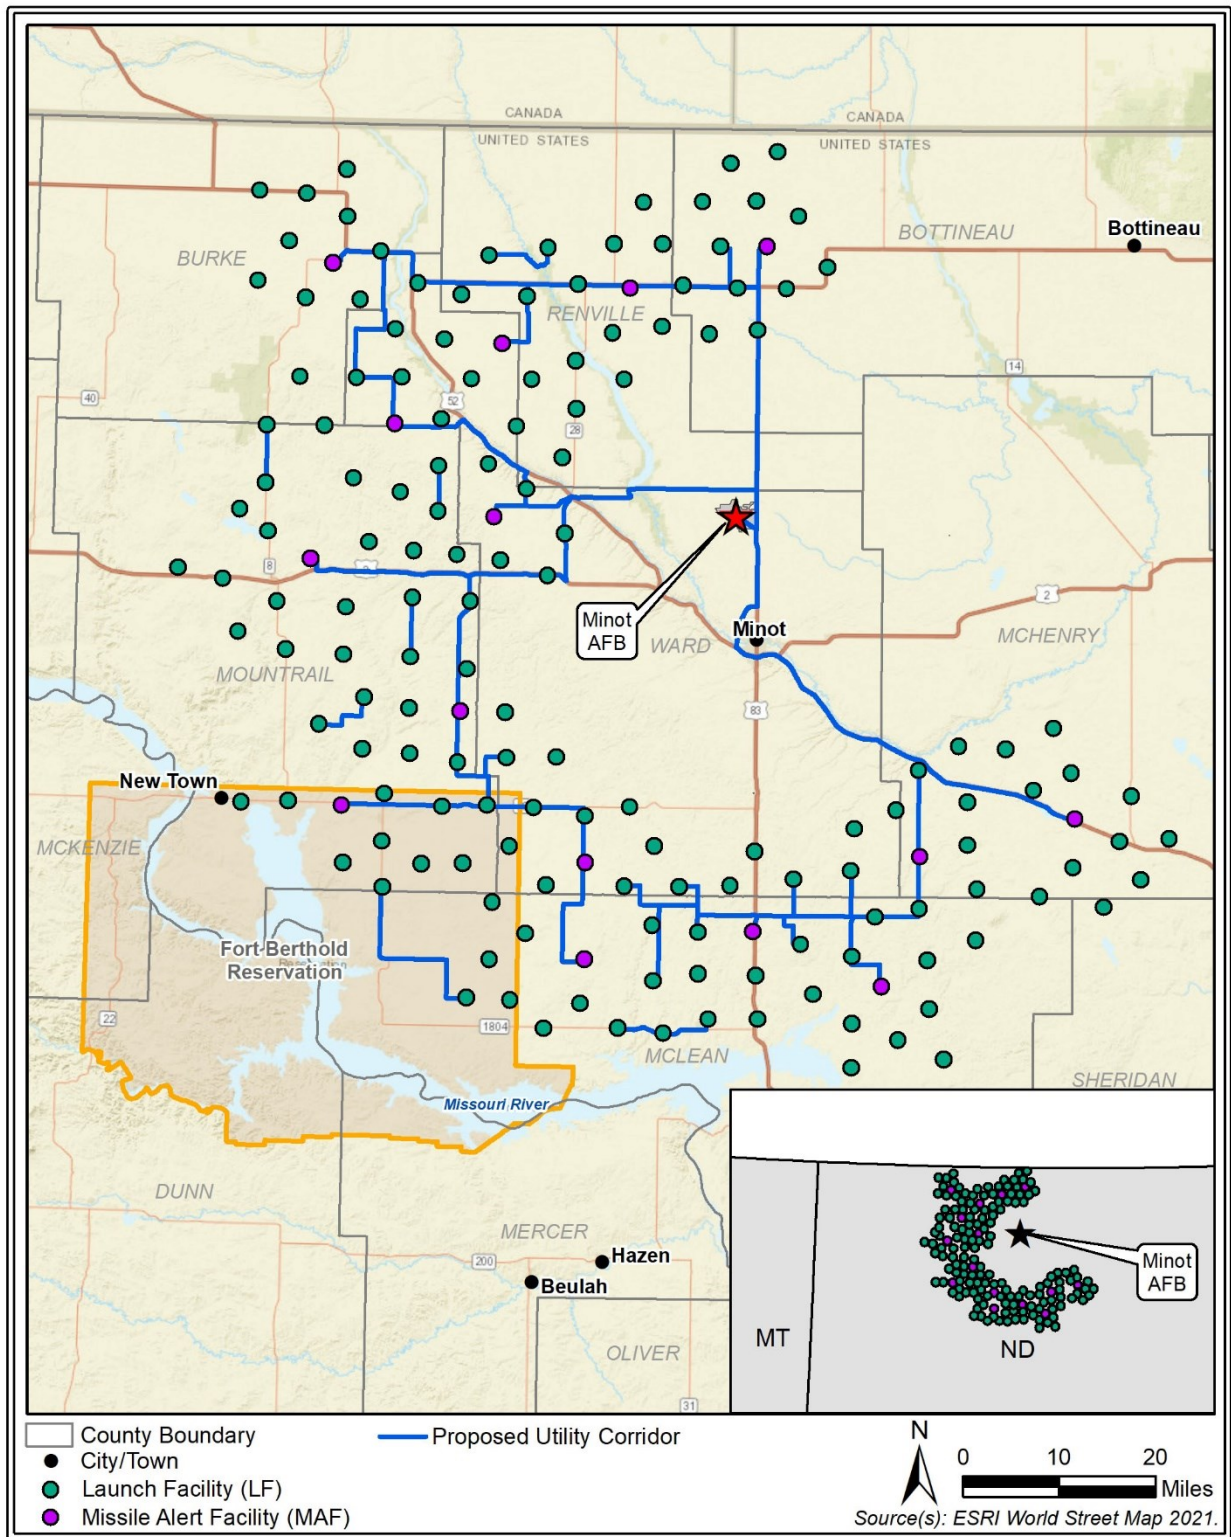 CANADA
UNITED STATES
CANADA
UNITED STATES
BURKE
BOTTINEAU
Bottineau
RENVILLE
14
40
52
28
8
2
Minot
AFB
WARD
Minot
MCHENRY
MOUNTRAIL
83
New Town
MCKENZIE
Fort Berthold
Reservation
22
1804
MCLEAN
SHERIDAN
Missouri River
DUNN
MERCER
200
Hazen
Beulah
OLIVER
31
Minot
AFB
MT
ND
County Boundary
City/Town
Launch Facility (LF)
Missile Alert Facility (MAF)
Proposed Utility Corridor
N
0 10 20
Miles
Source(s): ESRI World Street Map 2021.